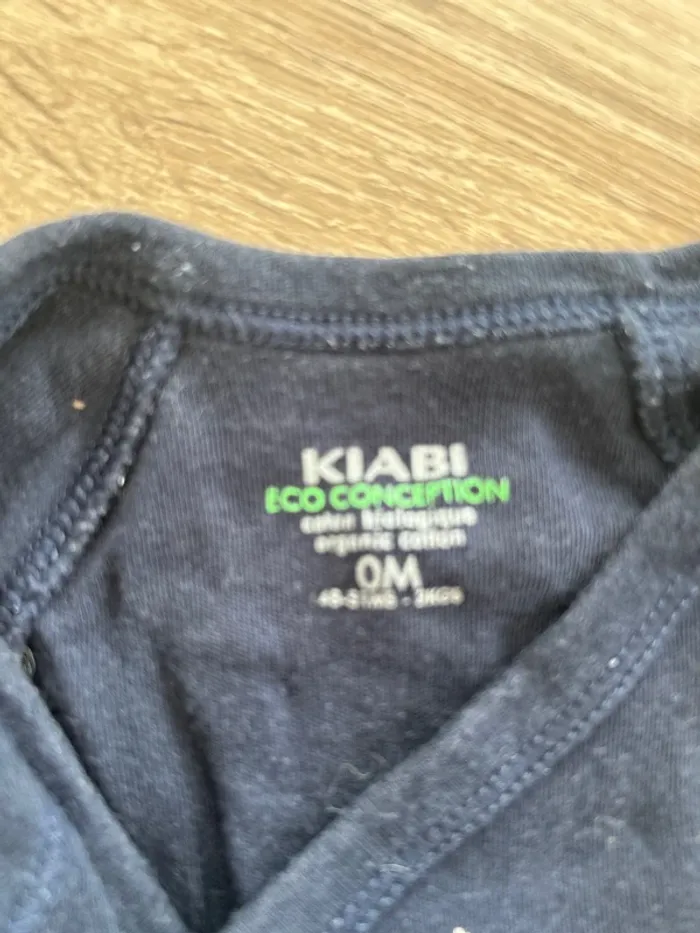 KIABI
ECO CONCEPTION
coton biologique
organic cotton
0M